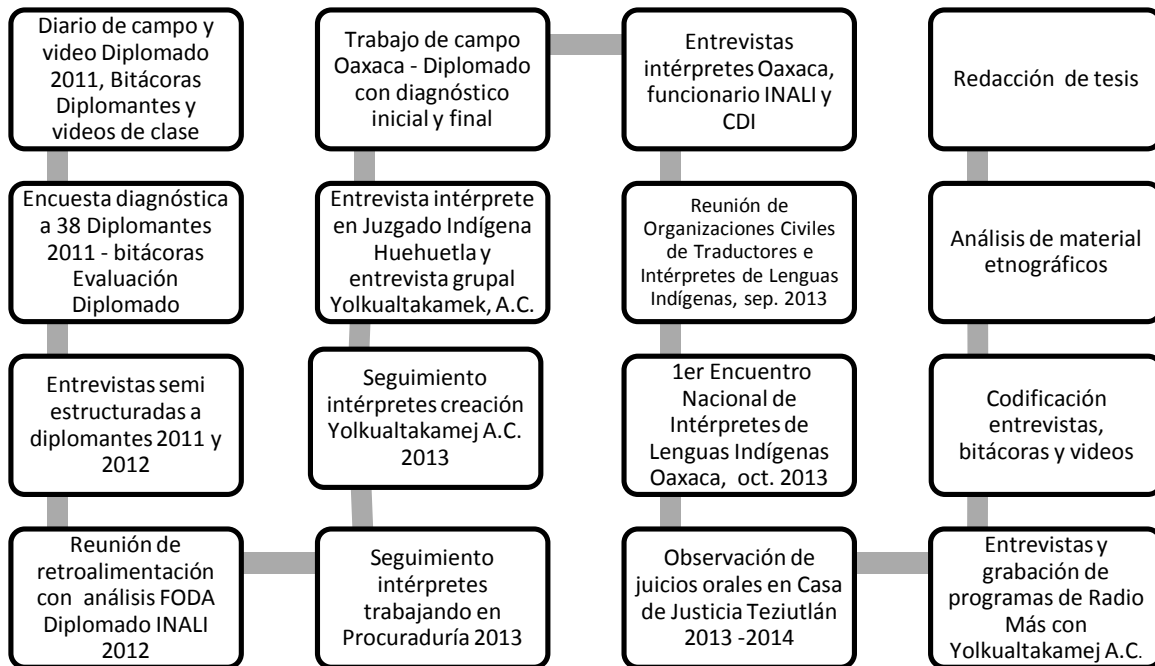 Diario de campo y
video Diplomado
2011, Bitácoras
Diplomantes y
videos de clase
Encuesta diagnóstica
a 38 Diplomantes
2011 - bitácoras
Evaluación
Diplomado
Entrevistas semi
estructuradas a
diplomantes 2011 y
2012
Reunión de
retroalimentación
con análisis FODA
Diplomado INALI
2012
Seguimiento
intérpretes
trabajando en
Procuraduría 2013
Seguimiento
intérpretes creación
Yolkualtakamej A.C.
2013
Entrevista intérprete
en Juzgado Indígena
Huehuetla y
entrevista grupal
Yolkualtakamek, A.C.
Trabajo de campo
Oaxaca - Diplomado
con diagnóstico
inicial y final
Entrevistas
intérpretes Oaxaca,
funcionario INALI y
CDI
Reunión de
Organizaciones Civiles
de Traductores e
Intérpretes de Lenguas
Indígenas, sep. 2013
1er Encuentro
Nacional de
Intérpretes de
Lenguas Indígenas
Oaxaca, oct. 2013
Observación de
juicios orales en Casa
de Justicia Teziutlán
2013 -2014
Entrevistas y
grabación de
programas de Radio
Más con
Yolkualtakamej A.C.
Codificación
entrevistas,
bitácoras y videos
Análisis de material
etnográficos
Redacción de tesis